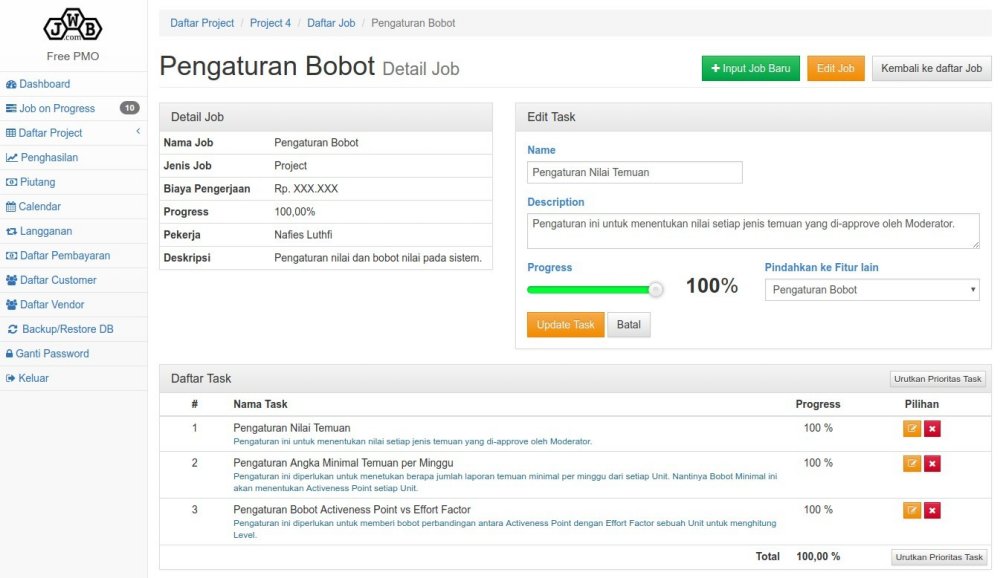 JWB
.com
Free PMO
Dashboard
Job on Progress 10
Daftar Project
Penghasilan
Piutang
Calendar
Langganan
Daftar Pembayaran
Daftar Customer
Daftar Vendor
Backup/Restore DB
Ganti Password
Keluar
Daftar Project / Project 4 / Daftar Job / Pengaturan Bobot
Pengaturan Bobot Detail Job
Input Job Baru
Edit Job
Kembali ke daftar Job
Detail Job
Nama Job Pengaturan Bobot
Jenis Job Project
Biaya Pengerjaan Rp. XXX.XXX
Progress 100,00%
Pekerja Nafies Luthfi
Deskripsi Pengaturan nilai dan bobot nilai pada sistem.
Edit Task
Name
Pengaturan Nilai Temuan
Description
Pengaturan ini untuk menentukan nilai setiap jenis temuan yang di-approve oleh Moderator.
Progress
100%
Pindahkan ke Fitur lain
Pengaturan Bobot
Update Task
Batal
Daftar Task
Urutkan Prioritas Task
# Nama Task Progress Pilihan
1 Pengaturan Nilai Temuan 100 %
Pengaturan ini untuk menentukan nilai setiap jenis temuan yang di-approve oleh Moderator.
2 Pengaturan Angka Minimal Temuan per Minggu 100 %
Pengaturan ini diperlukan untuk menetukan berapa jumlah laporan temuan minimal per minggu dari setiap Unit. Nantinya Bobot Minimal ini
akan menentukan Activeness Point setiap Unit.
3 Pengaturan Bobot Activeness Point vs Effort Factor 100 %
Pengaturan ini diperlukan untuk memberi bobot perbandingan antara Activeness Point dengan Effort Factor sebuah Unit untuk menghitung
Level.
Total 100,00 %
Urutkan Prioritas Task